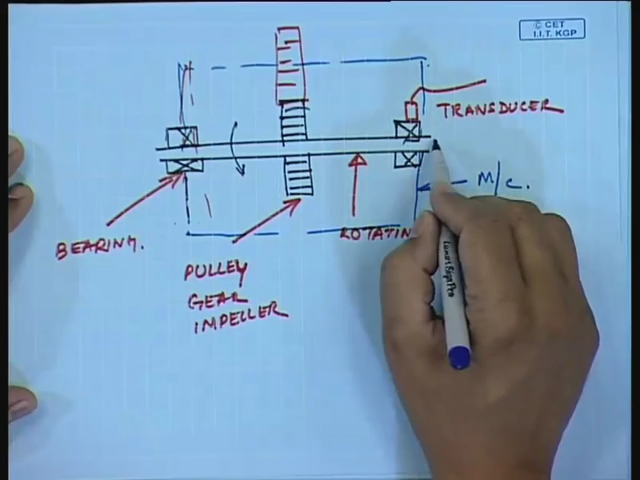 © CET
I.I.T. KGP
TRANSDUCER
M/c.
BEARING.
ROTATIN
PULLEY
GEAR
IMPELLER